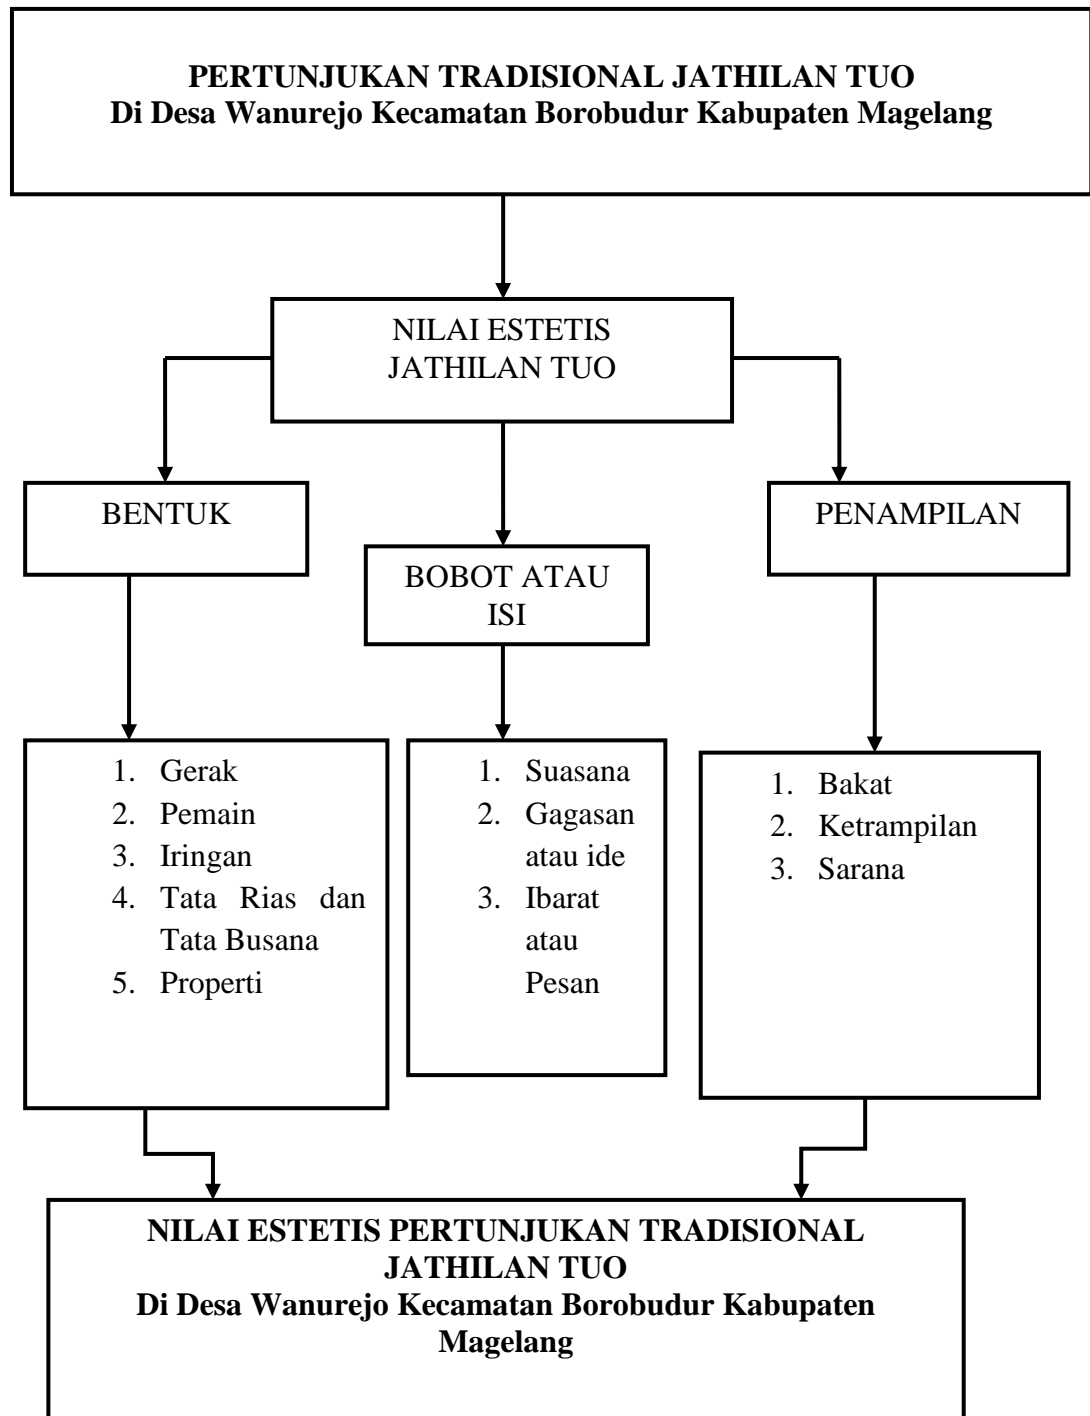 PERTUNJUKAN TRADISIONAL JATHILAN TUO
Di Desa Wanurejo Kecamatan Borobudur Kabupaten Magelang
NILAI ESTETIS
JATHILAN TUO
BENTUK
BOBOT ATAU
ISI
PENAMPILAN
1. Gerak
2. Pemain
3. Iringan
4. Tata Rias dan
Tata Busana
5. Properti
1. Suasana
2. Gagasan
atau ide
3. Ibarat
atau
Pesan
1. Bakat
2. Ketrampilan
3. Sarana
NILAI ESTETIS PERTUNJUKAN TRADISIONAL
JATHILAN TUO
Di Desa Wanurejo Kecamatan Borobudur Kabupaten
Magelang